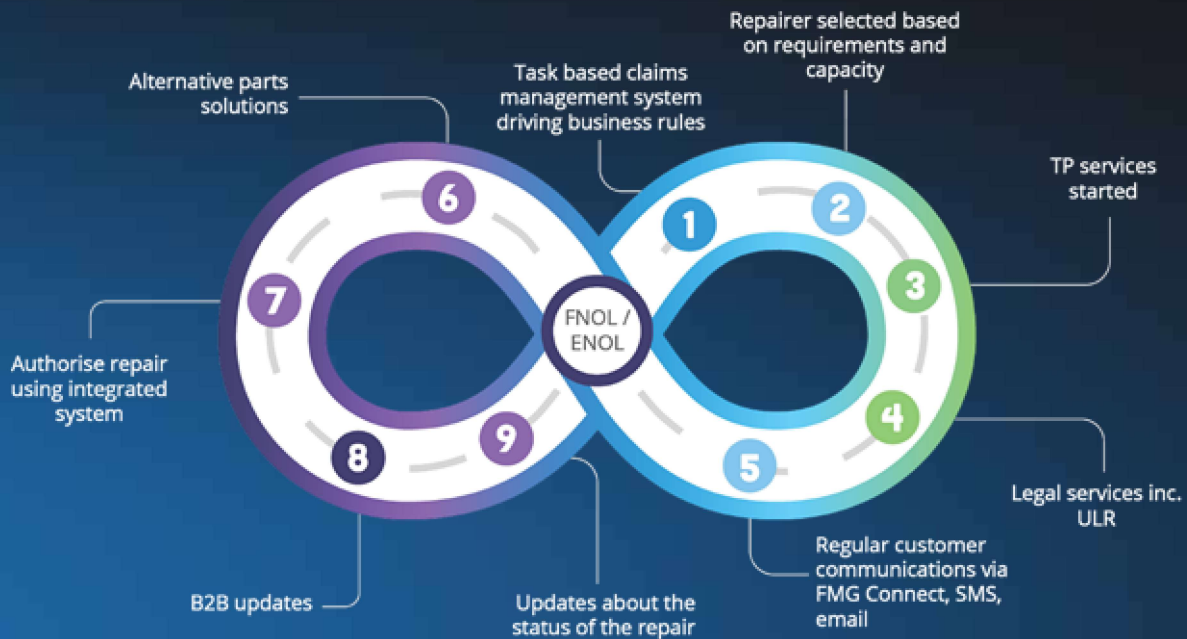 Repairer selected based
on requirements and
capacity
Task based claims
management system
driving business rules
Alternative parts
solutions
TP services
started
6
1
2
7
3
FNOL /
ENOL
Authorise repair
using integrated
system
8
9
5
4
Legal services inc.
ULR
Regular customer
communications via
FMG Connect, SMS,
email
B2B updates
Updates about the
status of the repair